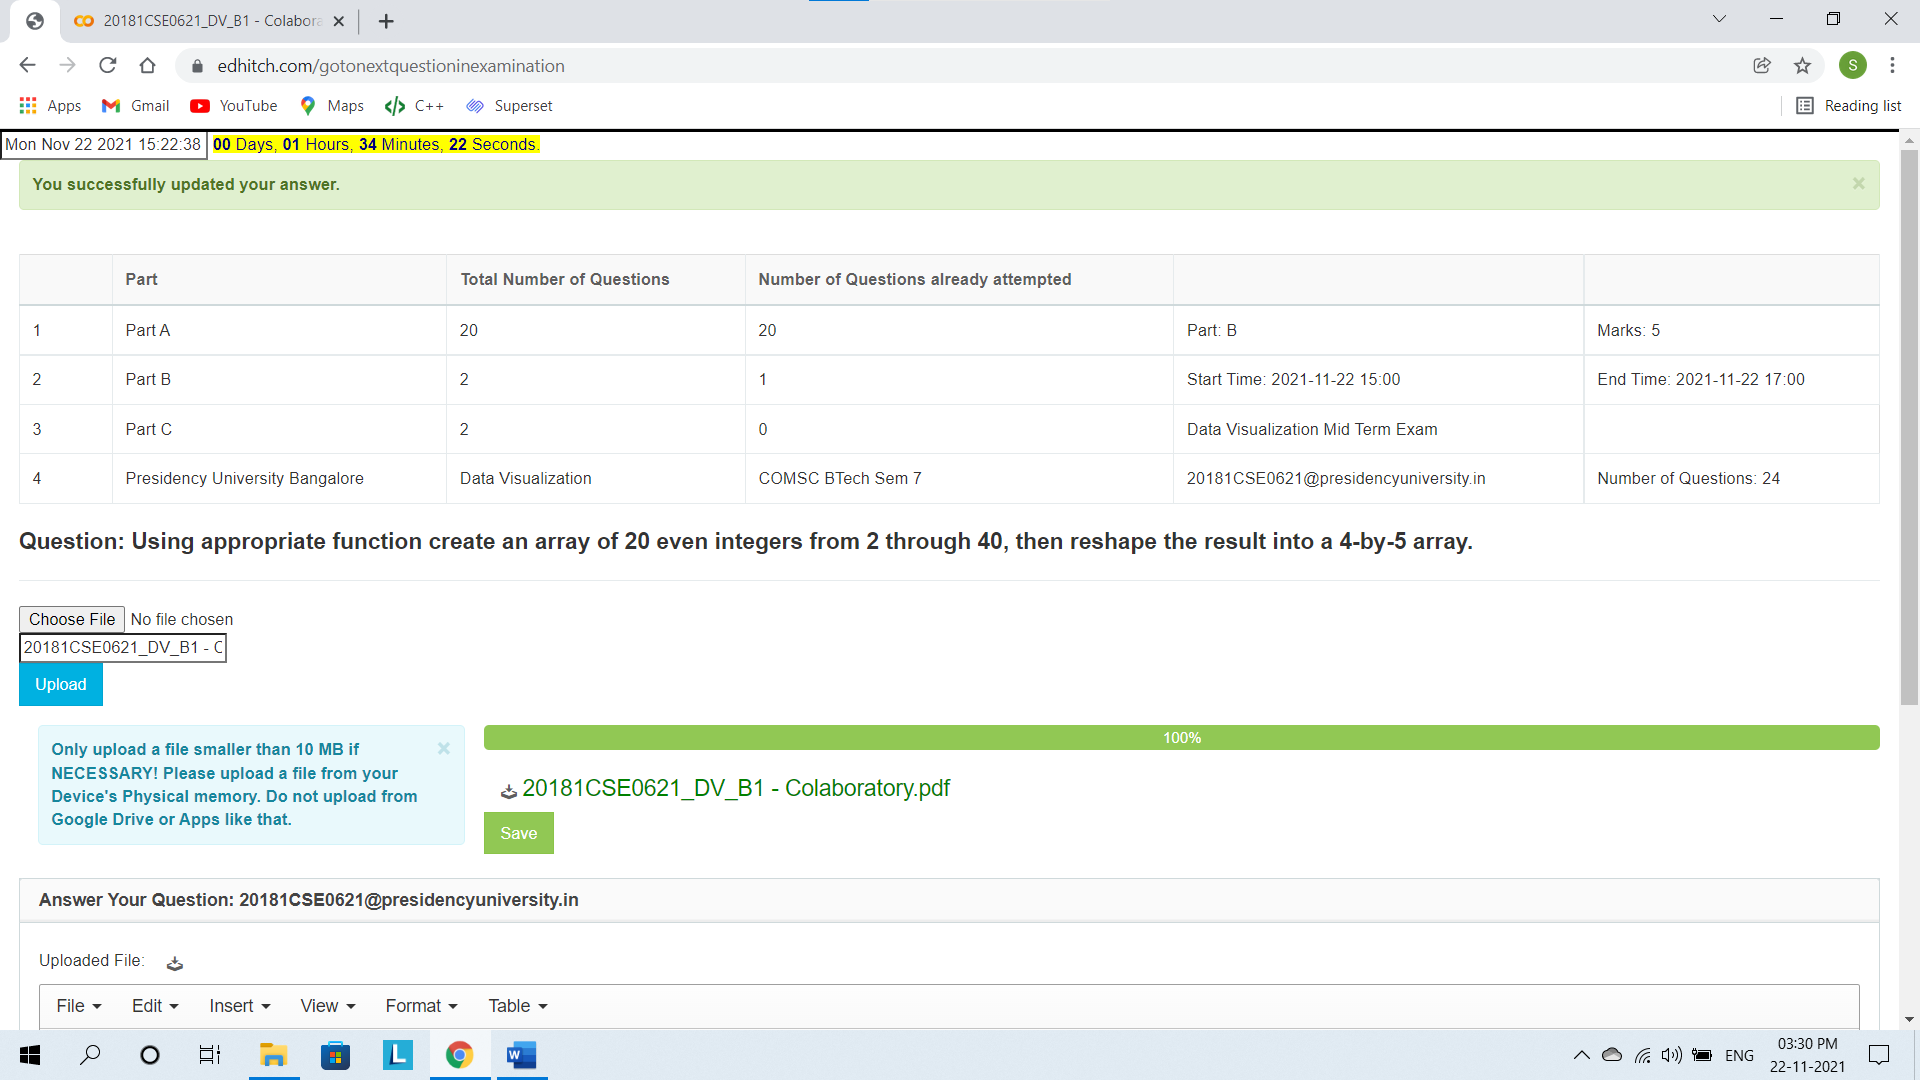 20181CSE0621_DV_B1 - Colabora
edhitch.com/gotonextquestioninexamination
S
Apps Gmail YouTube Maps C++ Superset Reading list
Mon Nov 22 2021 15:22:38 00 Days, 01 Hours, 34 Minutes, 22 Seconds.
You successfully updated your answer.
Part Total Number of Questions Number of Questions already attempted
1 Part A 20 20 Part: B Marks: 5
2 Part B 2 1 Start Time: 2021-11-22 15:00 End Time: 2021-11-22 17:00
3 Part C 2 0 Data Visualization Mid Term Exam
4 Presidency University Bangalore Data Visualization COMSC BTech Sem 7 20181CSE0621@presidencyuniversity.in Number of Questions: 24
Question: Using appropriate function create an array of 20 even integers from 2 through 40, then reshape the result into a 4-by-5 array.
Choose File No file chosen
20181CSE0621_DV_B1 - C
Upload
Only upload a file smaller than 10 MB if
NECESSARY! Please upload a file from your
Device's Physical memory. Do not upload from
Google Drive or Apps like that.
100%
20181CSE0621_DV_B1 - Colaboratory.pdf
Save
Answer Your Question: 20181CSE0621@presidencyuniversity.in
Uploaded File:
File Edit Insert View Format Table
L
W
ENG
03:30 PM
22-11-2021